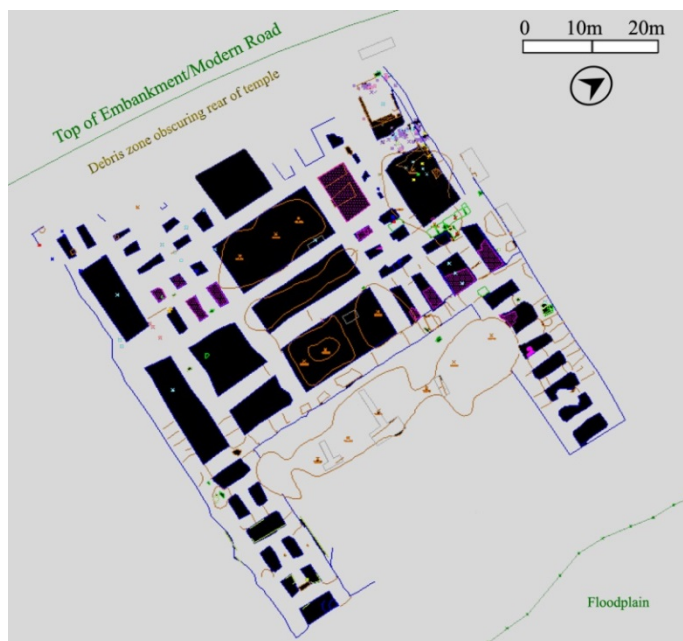 0 10m 20m
Top of Embankment/Modern Road
Debris zone obscuring rear of temple
Floodplain